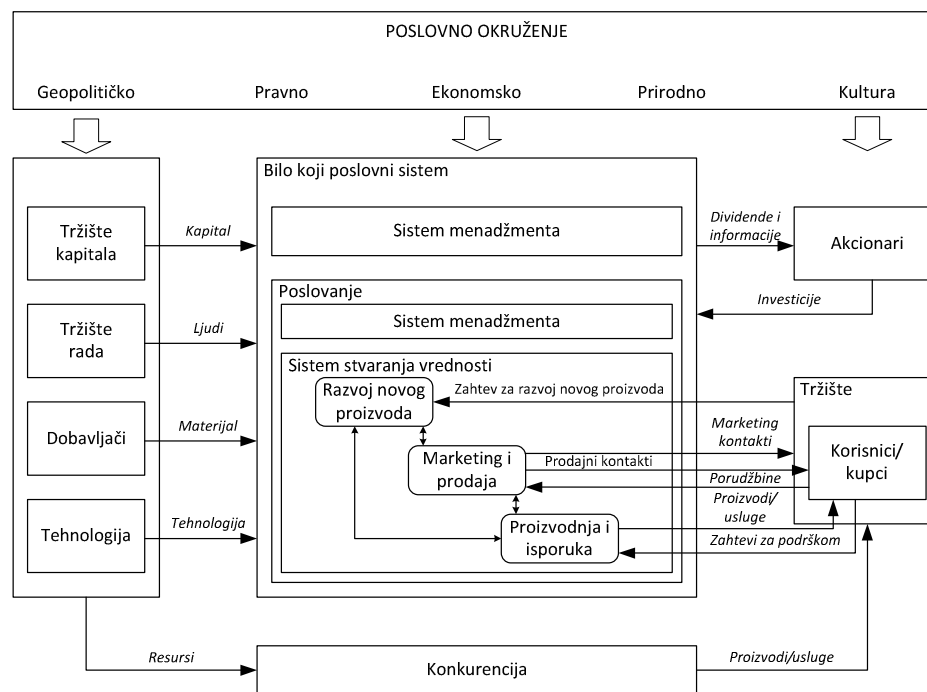 POSLOVNO OKRUŽENJE
Geopolitičko
Pravno
Ekonomsko
Prirodno
Kultura
Bilo koji poslovni sistem
Tržište
kapitala
Kapital
Sistem menadžmenta
Dividende i
informacije
Akcionari
Poslovanje
Investicije
Tržište
rada
Ljudi
Sistem menadžmenta
Sistem stvaranja vrednosti
Razvoj novog
proizvoda
Zahtev za razvoj novog proizvoda
Tržište
Dobavljači
Materijal
Marketing i
prodaja
Marketing
kontakti
Prodajni kontakti
Porudžbine
Korisnici/
kupci
Tehnologija
Tehnologija
Proizvodnja i
isporuka
Proizvodi/
usluge
Zahtevi za podrškom
Resursi
Konkurencija
Proizvodi/usluge